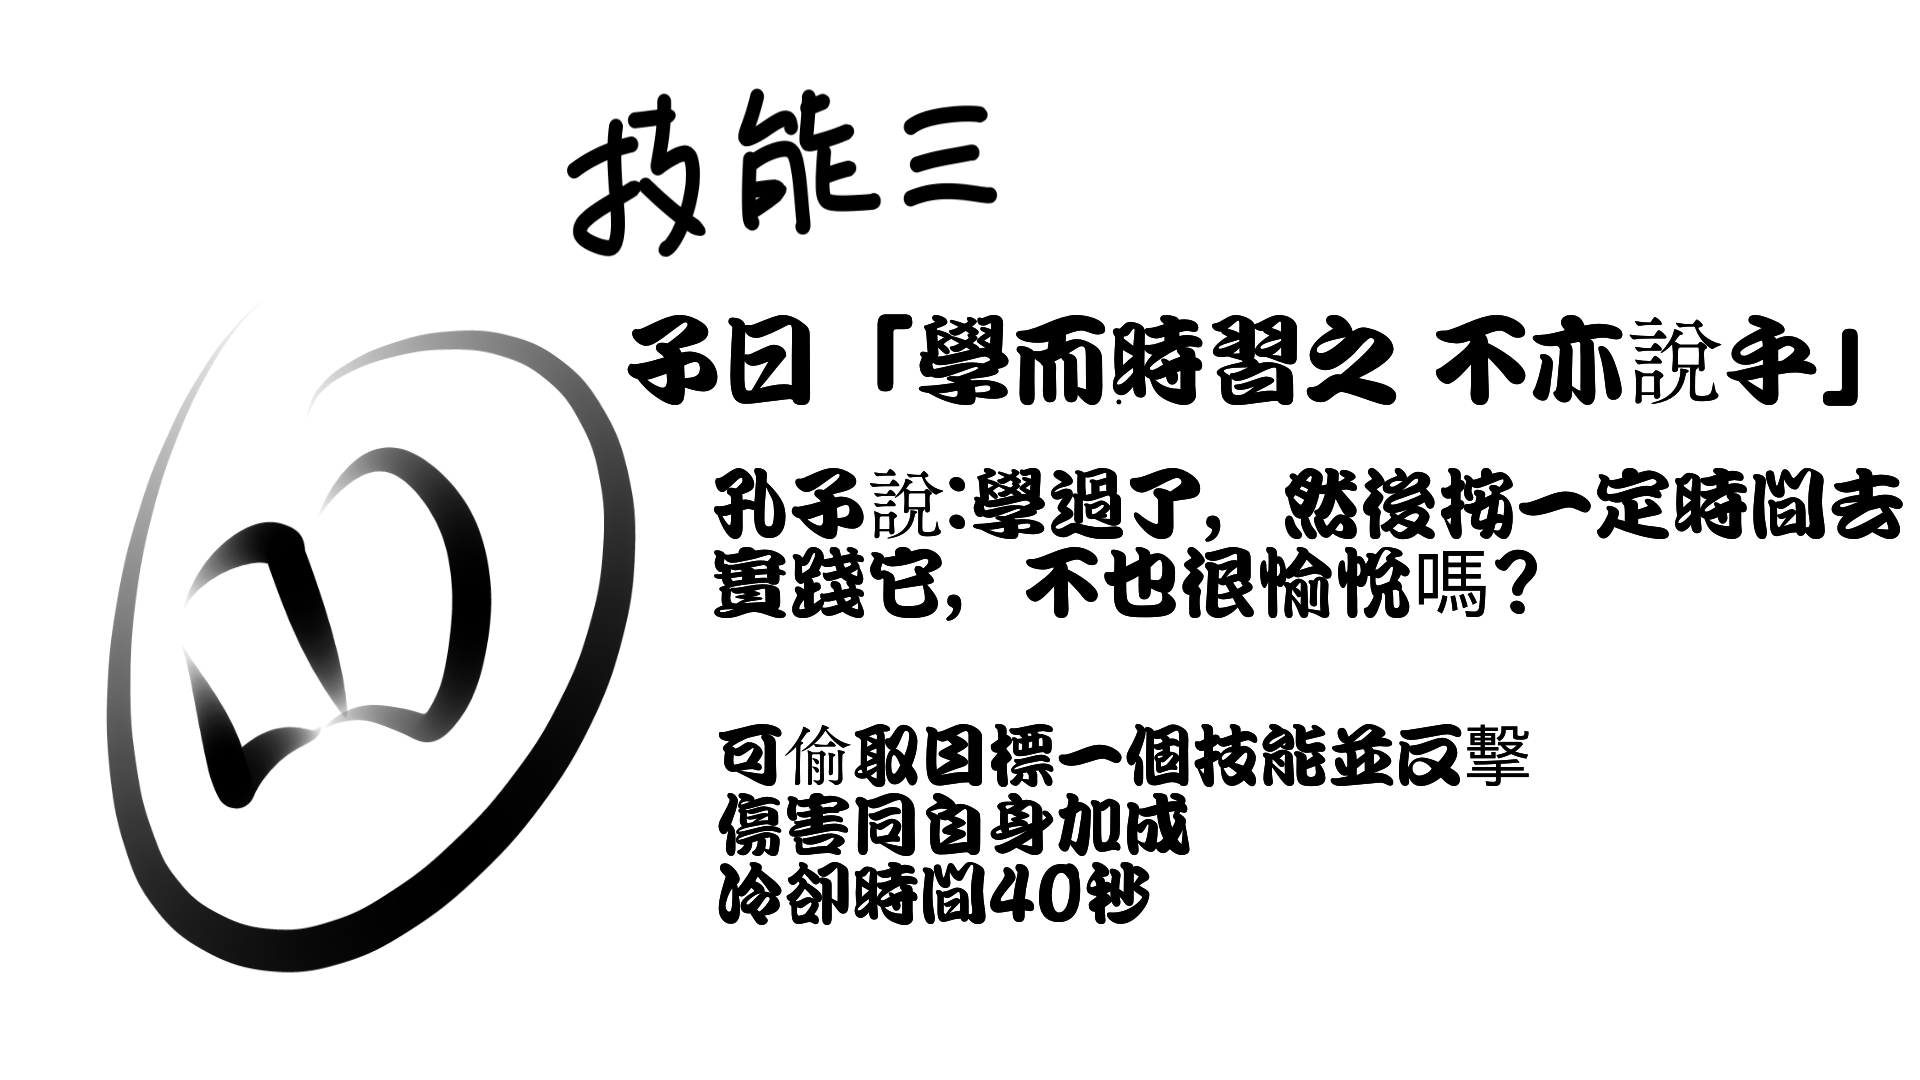 技能三
子曰「學而時習之 不亦說乎」
孔子說:學過了，然後按一定時間去
實踐它，不也很愉悅嗎？
可偷取目標一個技能並反擊
傷害同自身加成
冷卻時間40秒